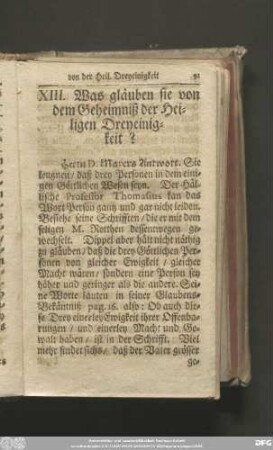 von der Heil. Dreyeinigkeit 91
XIII. Was gläuben sie von
dem Geheimniß der Hei-
ligen Dreyeinig-
keit?
Herrn D. Mayers Antwort. Sie
leugnen / daß drey Personen in dem eini-
gen Göttlichen Wesen seyn. Der Häl-
lische Professor Thomasius kan das
Wort Person gantz und gar nicht leiden.
Besiehe seine Schrifften / die er mit dem
seligen M. Rotthen dessentwegen ge-
wechselt. Dippel aber hält nicht nöthig
zu gläuben / daß die drey Göttlichen Per-
sonen von gleicher Ewigkeit / gleicher
Macht wären / sondern eine Person sey
höher und geringer als die andere. Sei-
ne Worte lauten in seiner Glaubens-
Bekäntniß pag. 16. also: Ob auch die-
se Drey einerley Ewigkeit ihrer Offenba-
rungen / und einerley Macht und Ge-
walt haben / ist in der Schrifft. Viel
mehr findet sichs / daß der Vater grösser
ge-